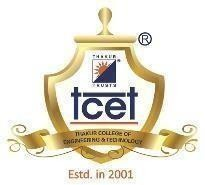 ®
THAKUR
TRUSTS
tcet
THAKUR COLLEGE OF
ENGINEERING & TECHNOLOGY
Estd. in 2001